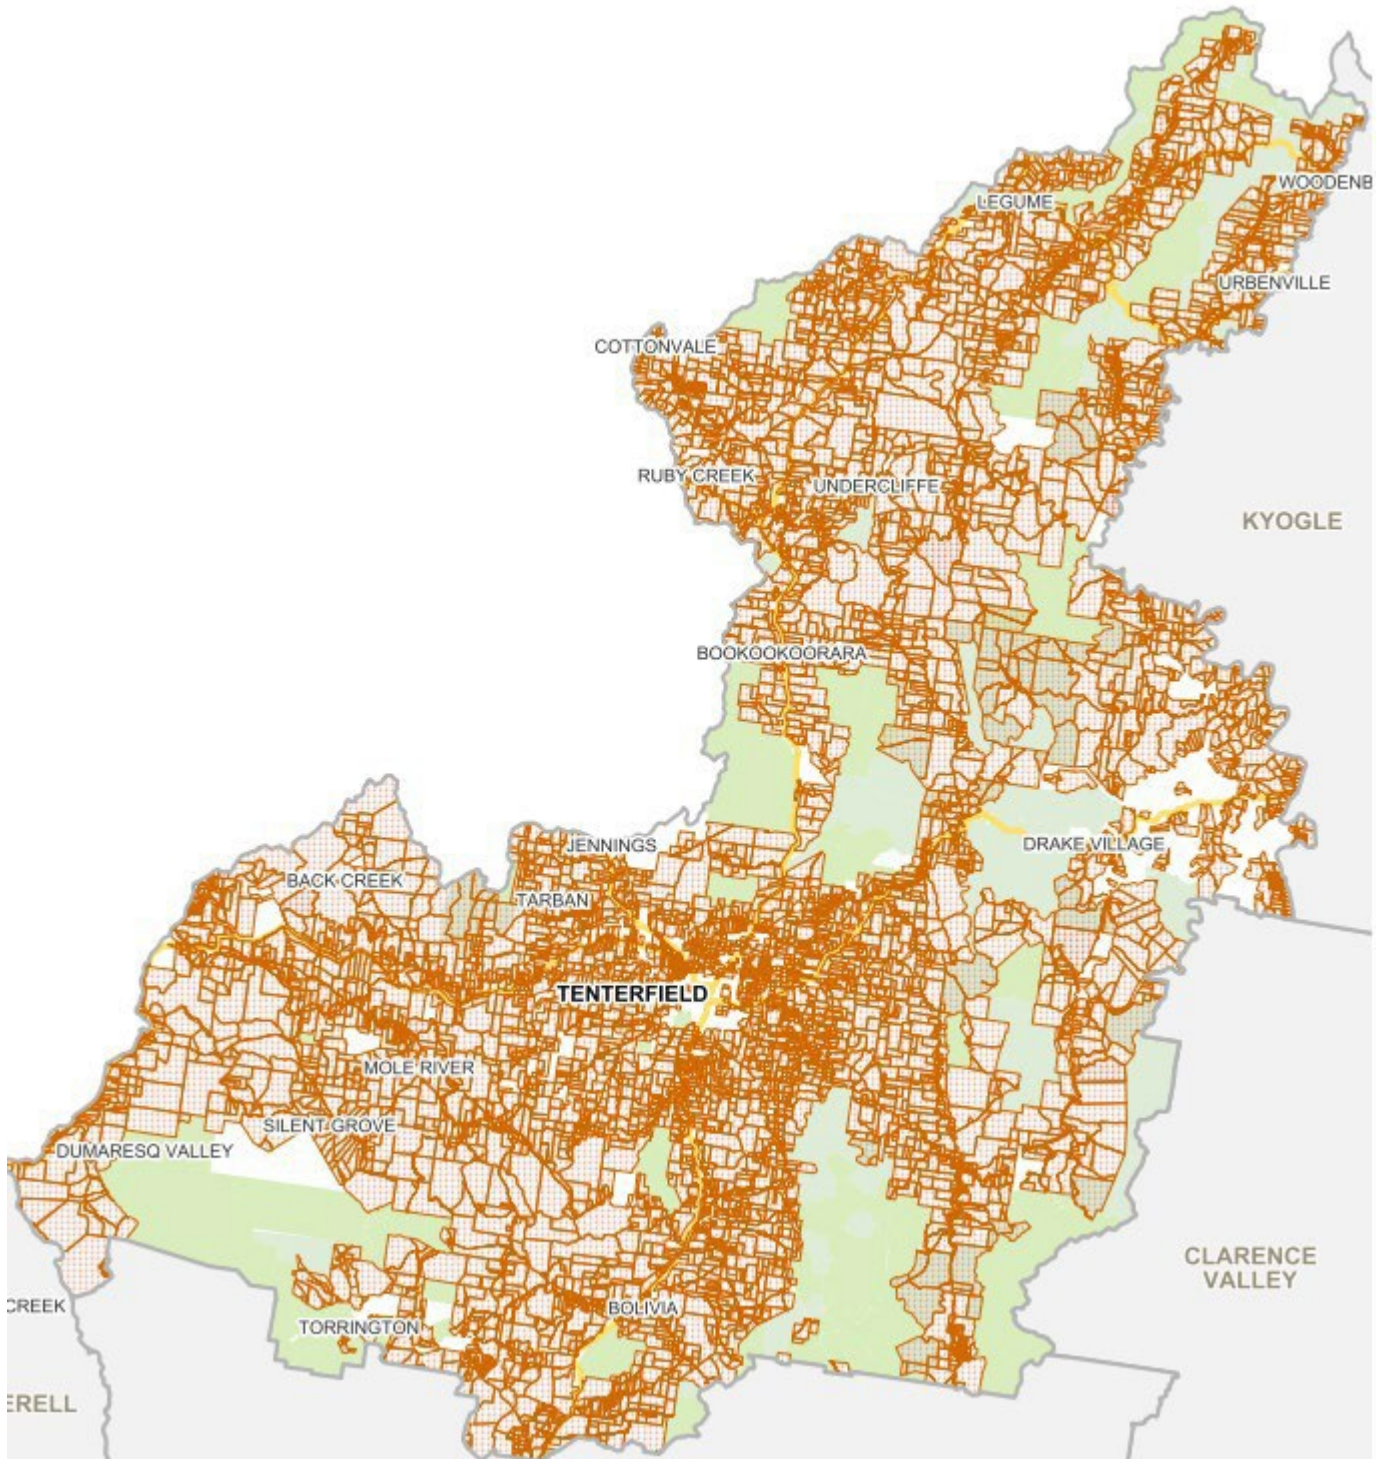 WOODENB
LEGUME
URBENVILLE
COTTONVALE
RUBY CREEK
UNDERCLIFFE
KYOGLE
BOOKOOKOORARA
JENNINGS
DRAKE VILLAGE
BACK CREEK
TARBAN
TENTERFIELD
MOLE RIVER
SILENT GROVE
DUMARESQ VALLEY
CLARENCE
VALLEY
CREEK
BOLIVIA
TORRINGTON
ERELL